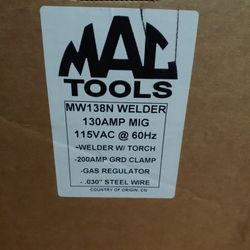 MAC
TOOLS
MW138N WELDER
130AMP MIG
115VAC @ 60Hz
-WELDER W/ TORCH
-200AMP GRD CLAMP
-GAS REGULATOR
- .030" STEEL WIRE
COUNTRY OF ORIGIN: CN